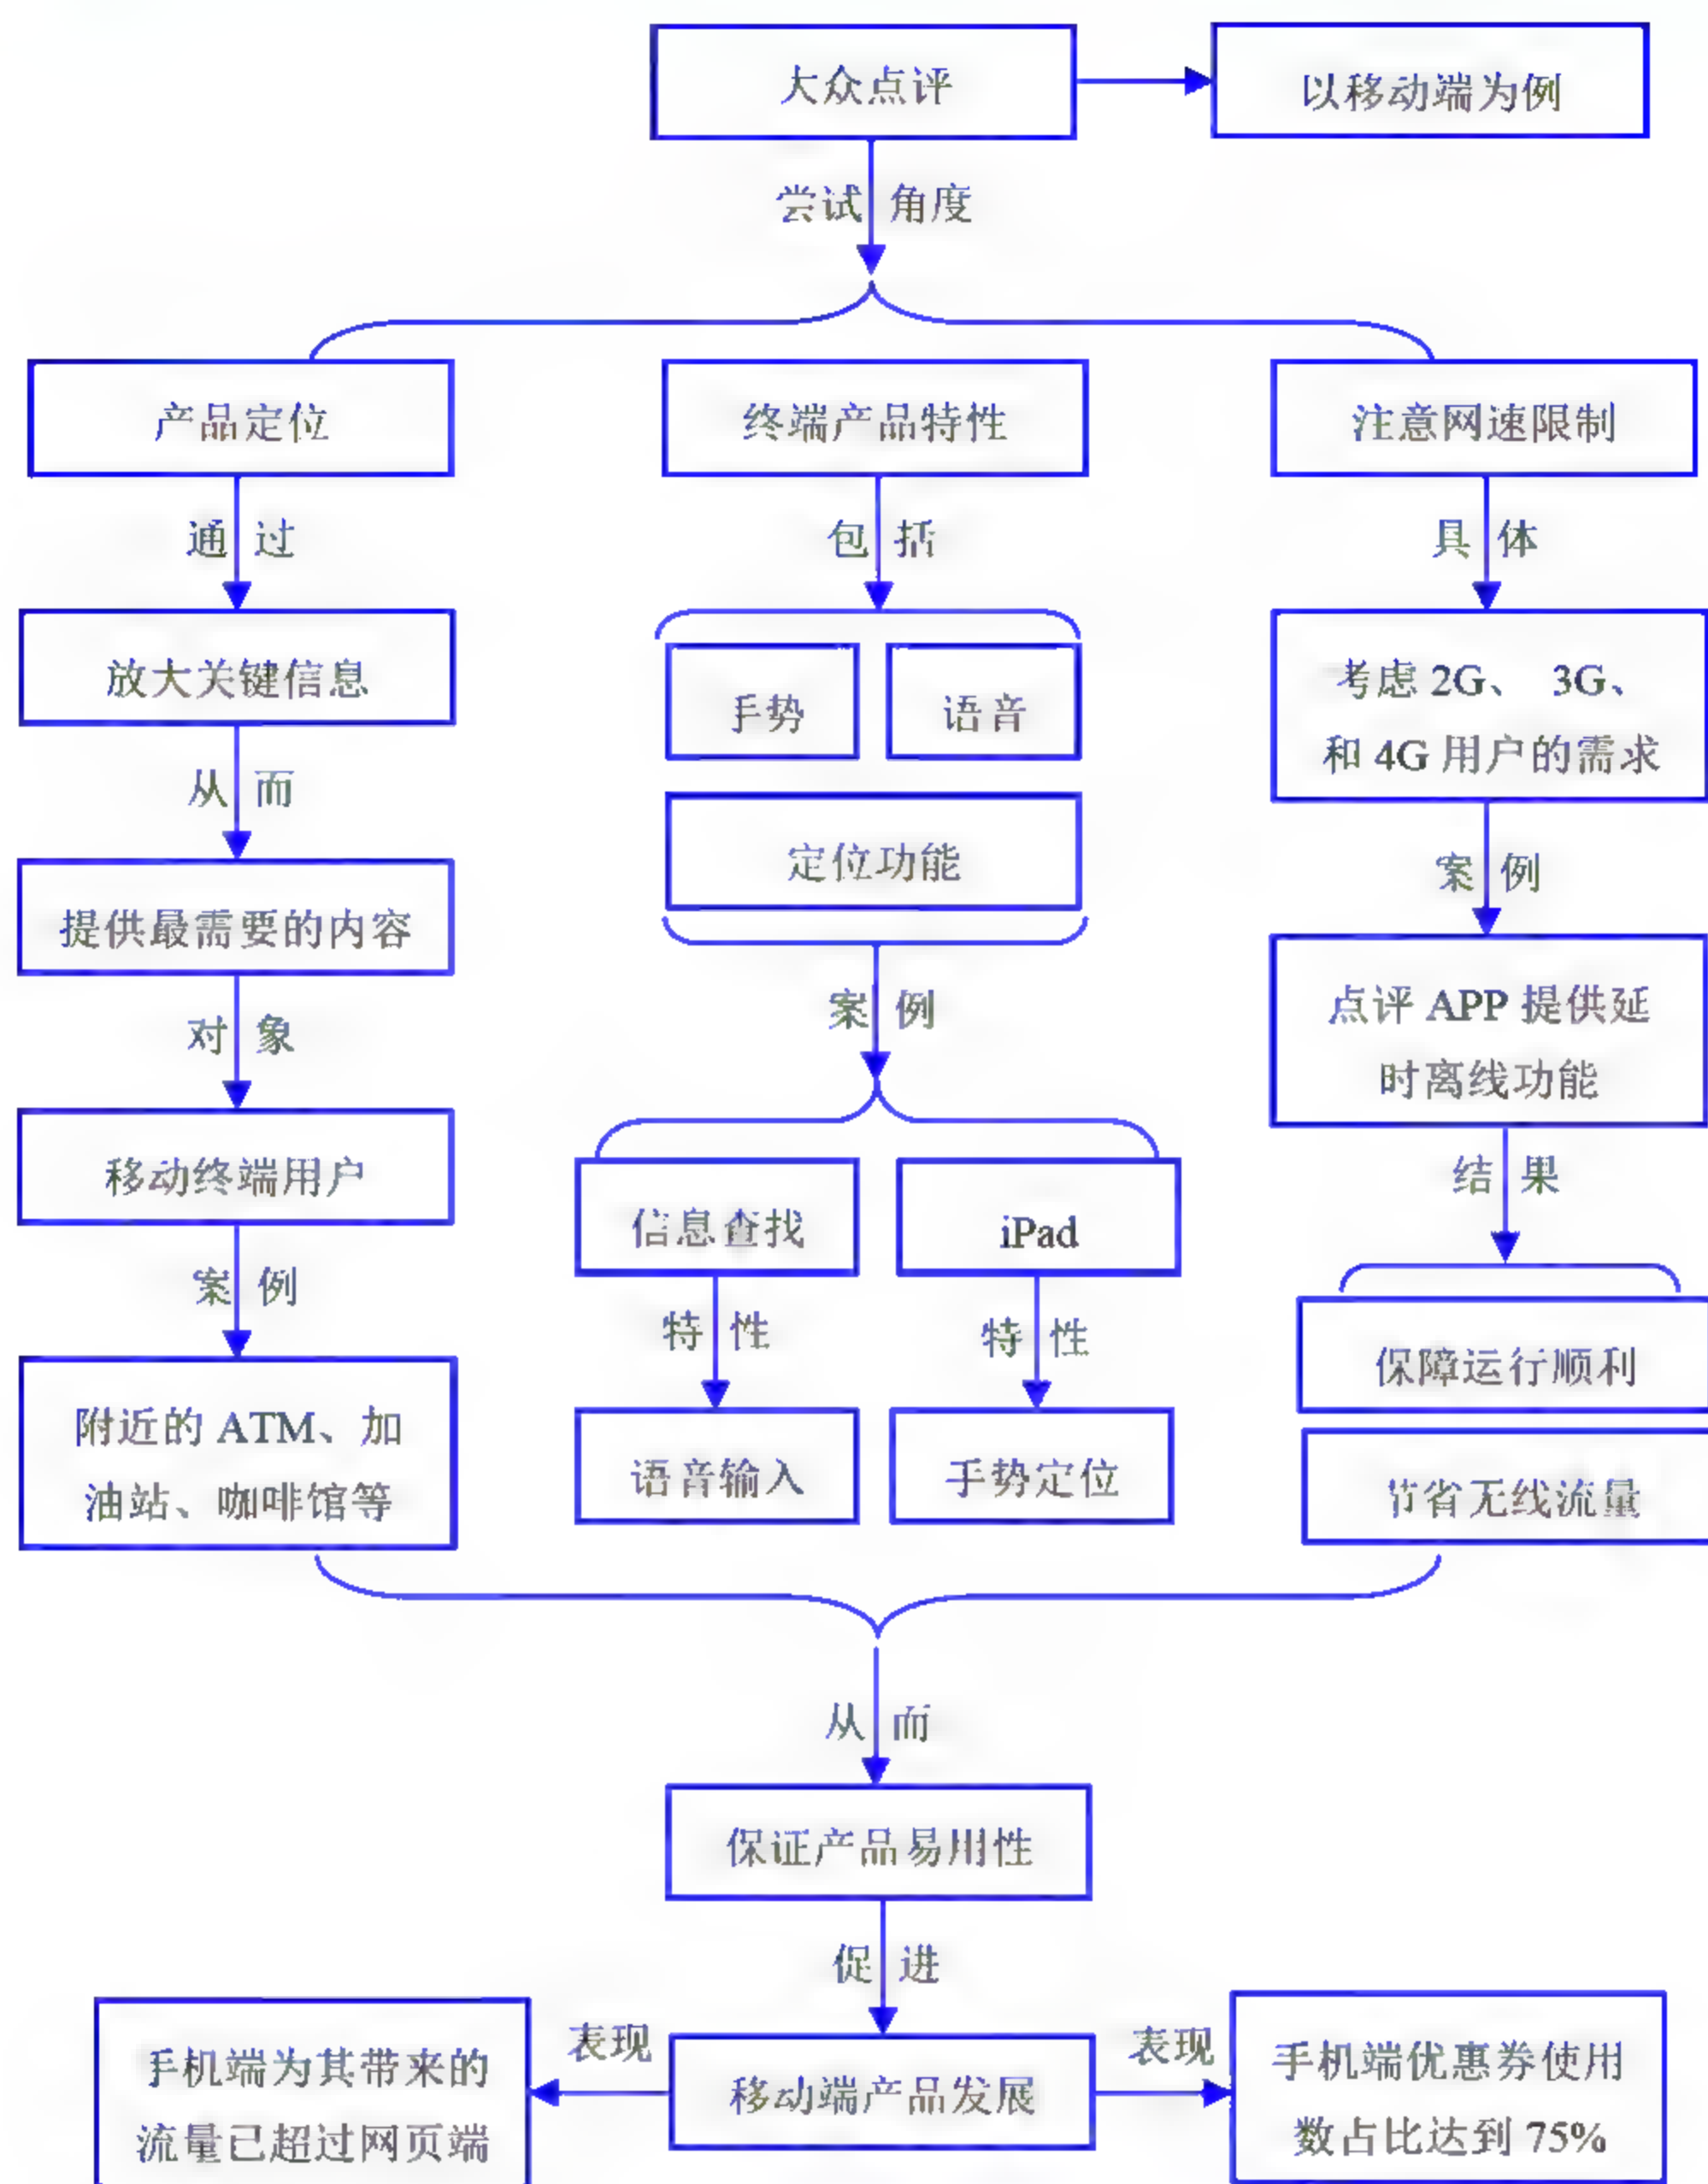 大众点评
以移动端为例
尝试 角度
产品定位
终端产品特性
注意网速限制
通 过
包 括
具 体
放大关键信息
手势
语音
考虑 2G、 3G、
和 4G 用户的需求
从 而
定位功能
案 例
提供最需要的内容
案 例
点评 APP 提供延
时离线功能
对 象
移动终端用户
信息查找
iPad
结 果
案 例
特 性
特 性
保障运行顺利
附近的 ATM、加
油站、咖啡馆等
语音输入
手势定位
节省无线流量
从 而
保证产品易用性
促 进
表现
表现
手机端为其带来的
流量已超过网页端
移动端产品发展
手机端优惠券使用
数占比达到 75%